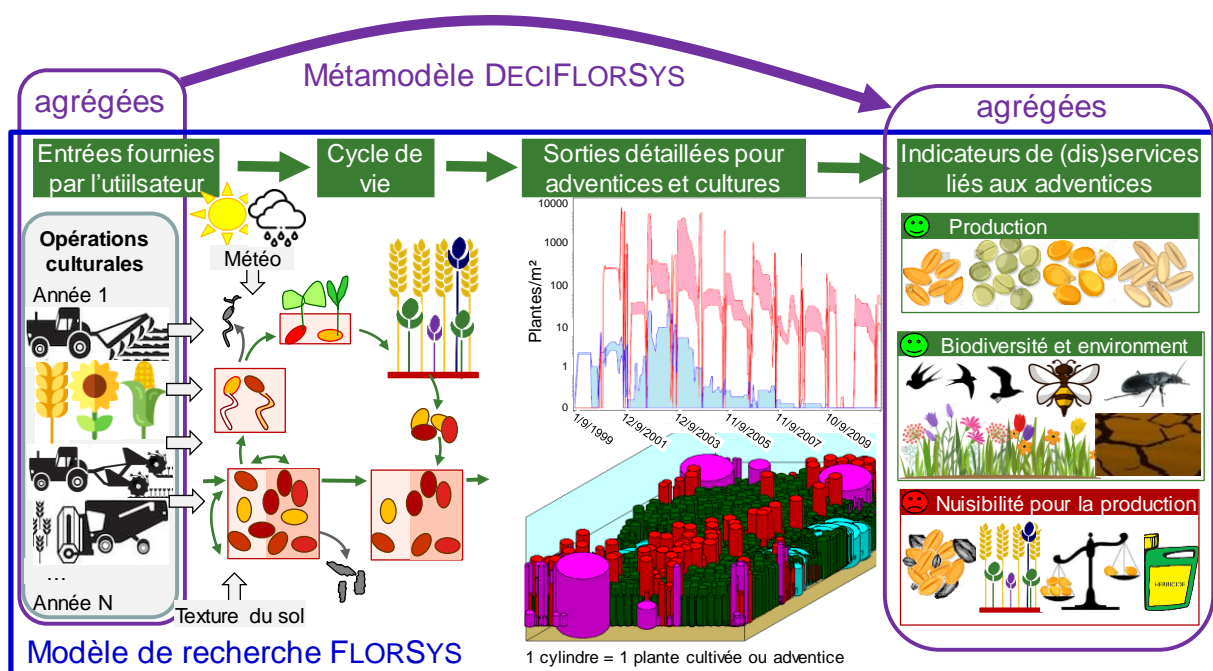 Métamodèle DECIFLORSYS
agrégées
agrégées
Entrées fournies
par l'utiilsateur
Cycle de
vie
Sorties détaillées pour
adventices et cultures
Indicateurs de (dis)services
liés aux adventices
Opérations
culturales
Année 1
...
Année N
Météo
Texture du sol
Plantes/m²
10000
1000
100
10
1
0
1/9/1999
12/9/2001
12/9/2003
11/9/2005
11/9/2007
10/9/2009
1 cylindre = 1 plante cultivée ou adventice
Production
Biodiversité et environment
Nuisibilité pour la production
HERBICIDE
Modèle de recherche FLORSYS